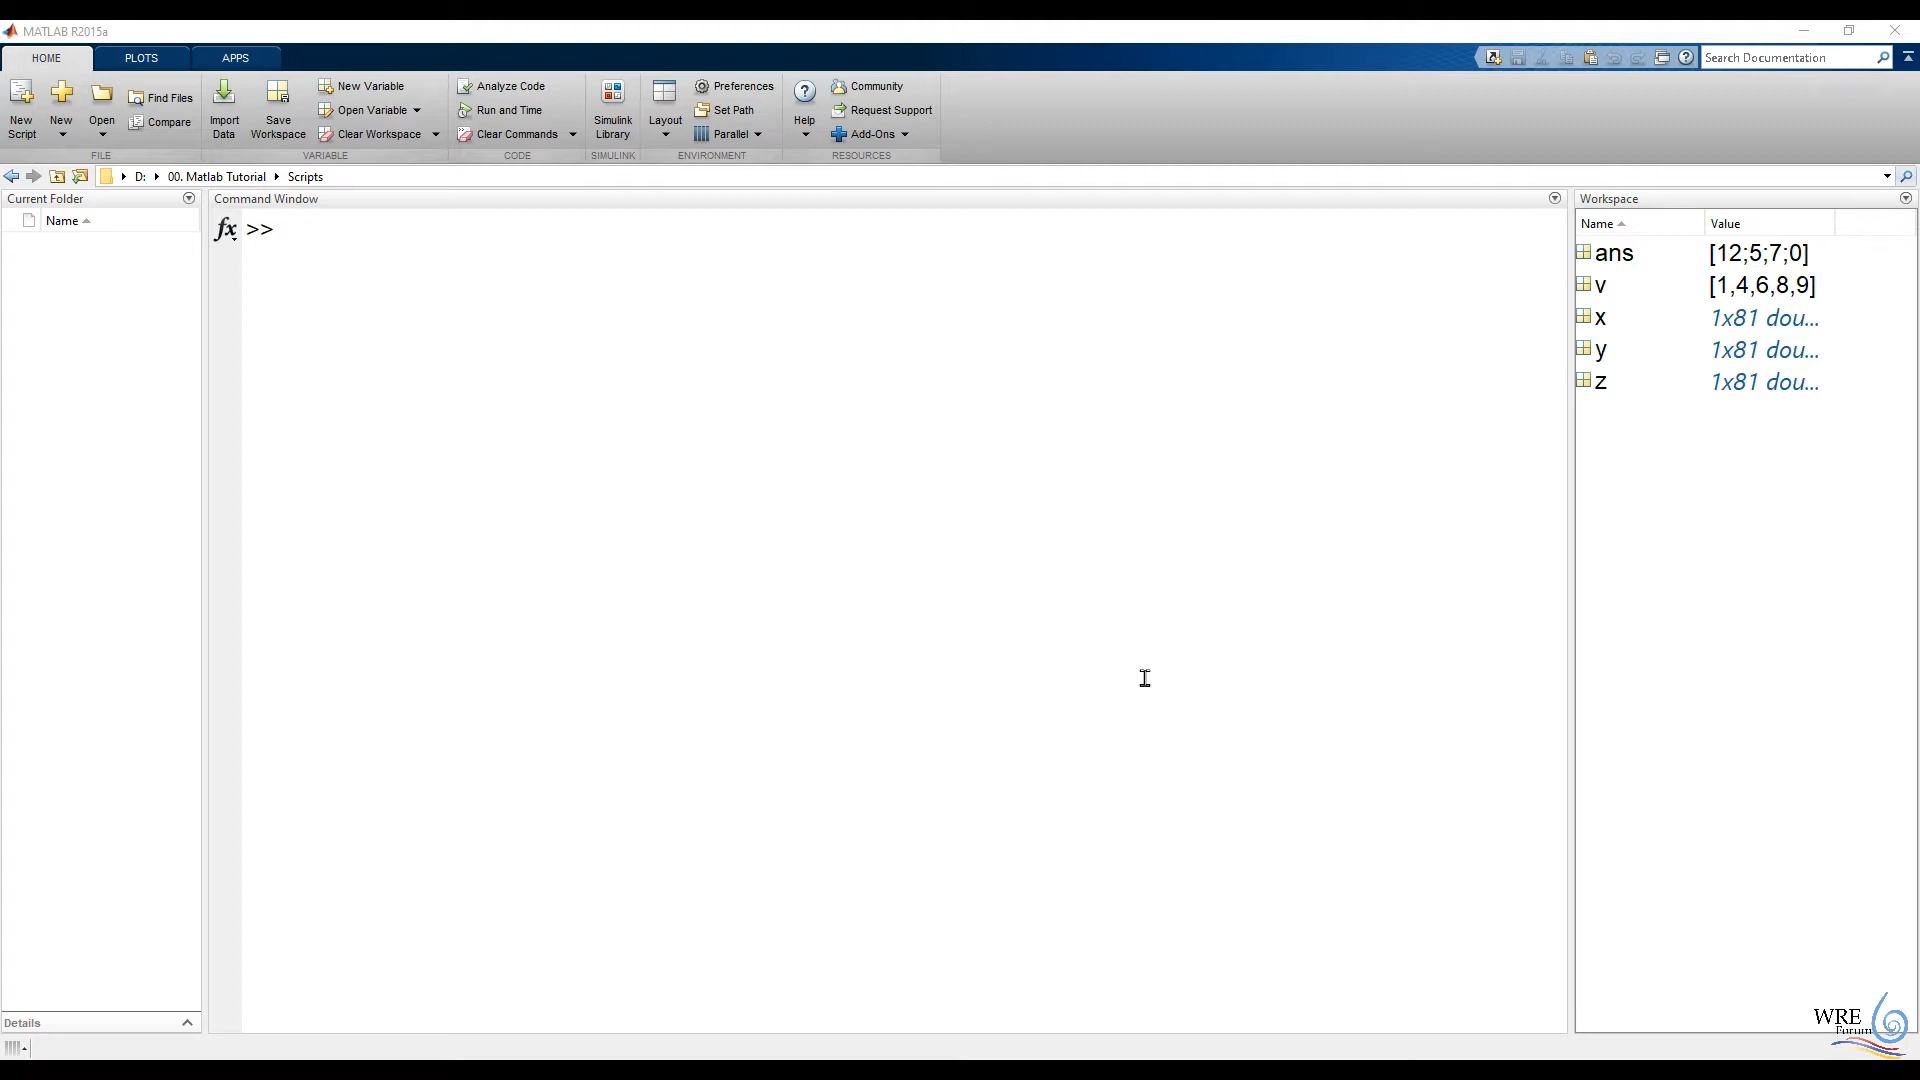 MATLAB R2015a
HOME PLOTS APPS
Search Documentation
New Script
New
Open
Find Files
Compare
FILE
Import Data
Save Workspace
New Variable
Open Variable
Clear Workspace
VARIABLE
Analyze Code
Run and Time
Clear Commands
CODE
Simulink Library
SIMULINK
Layout
Preferences
Set Path
Parallel
ENVIRONMENT
Help
Community
Request Support
Add-Ons
RESOURCES
D: 00. Matlab Tutorial Scripts
Current Folder
Name
Details
Command Window
fx >>
Workspace
Name Value
ans [12;5;7;0]
v [1,4,6,8,9]
x 1x81 dou...
y 1x81 dou...
z 1x81 dou...
WRE
Forum